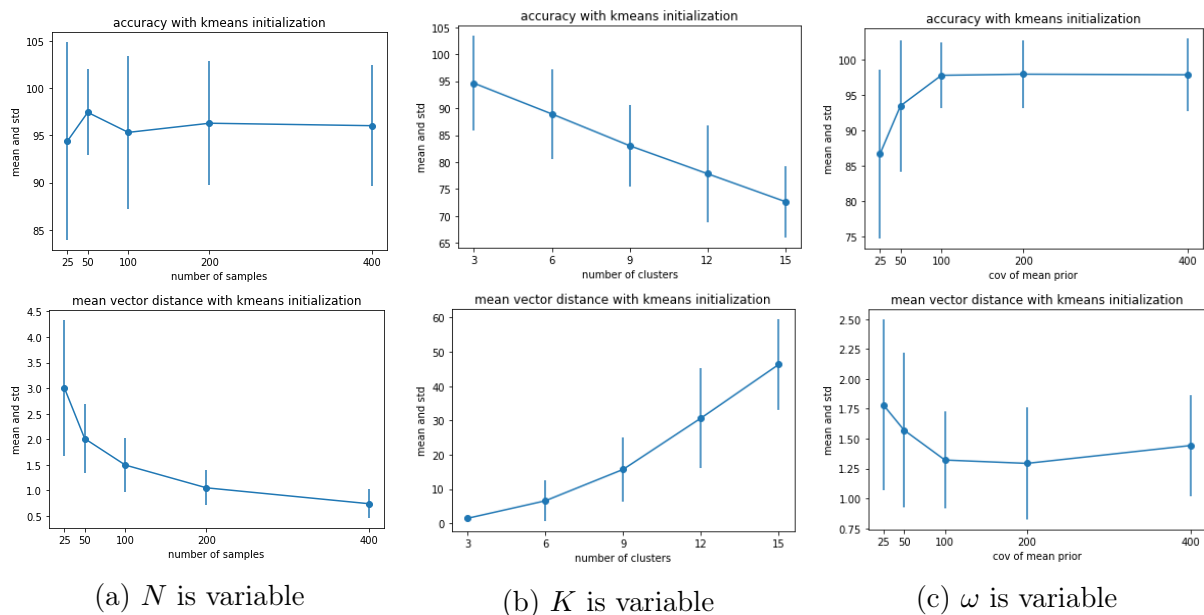 accuracy with kmeans initialization
105
100
95
90
85
mean and std
25 50 100 200 400
number of samples
accuracy with kmeans initialization
105
100
95
90
85
80
75
70
65
mean and std
3 6 9 12 15
number of clusters
accuracy with kmeans initialization
100
95
90
85
80
75
mean and std
25 50 100 200 400
cov of mean prior
mean vector distance with kmeans initialization
4.5
4.0
3.5
3.0
2.5
2.0
1.5
1.0
0.5
mean and std
25 50 100 200 400
number of samples
mean vector distance with kmeans initialization
60
50
40
30
20
10
0
mean and std
3 6 9 12 15
number of clusters
mean vector distance with kmeans initialization
2.50
2.25
2.00
1.75
1.50
1.25
1.00
0.75
mean and std
25 50 100 200 400
cov of mean prior
(a) N is variable
(b) K is variable
(c) ω is variable